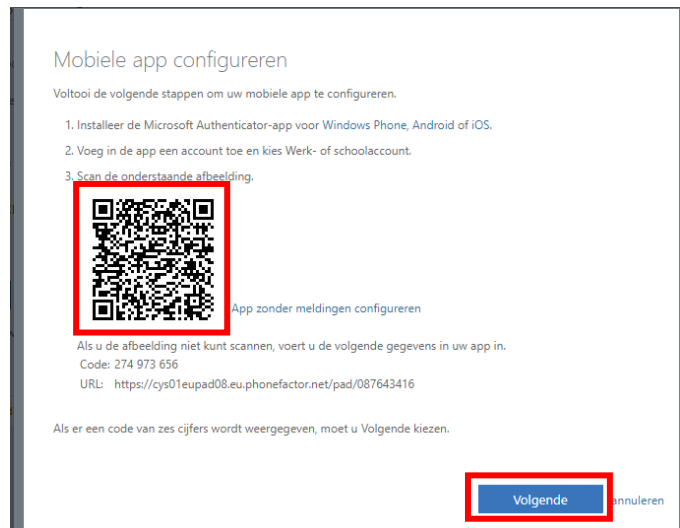 Mobiele app configureren
Voltooi de volgende stappen om uw mobiele app te configureren.
1. Installeer de Microsoft Authenticator-app voor Windows Phone, Android of iOS.
2. Voeg in de app een account toe en kies Werk- of schoolaccount.
3. Scan de onderstaande afbeelding.
App zonder meldingen configureren
Als u de afbeelding niet kunt scannen, voert u de volgende gegevens in uw app in.
Code: 274 973 656
URL: https://cys01eupad08.eu.phonefactor.net/pad/087643416
Als er een code van zes cijfers wordt weergegeven, moet u Volgende kiezen.
Volgende
annuleren